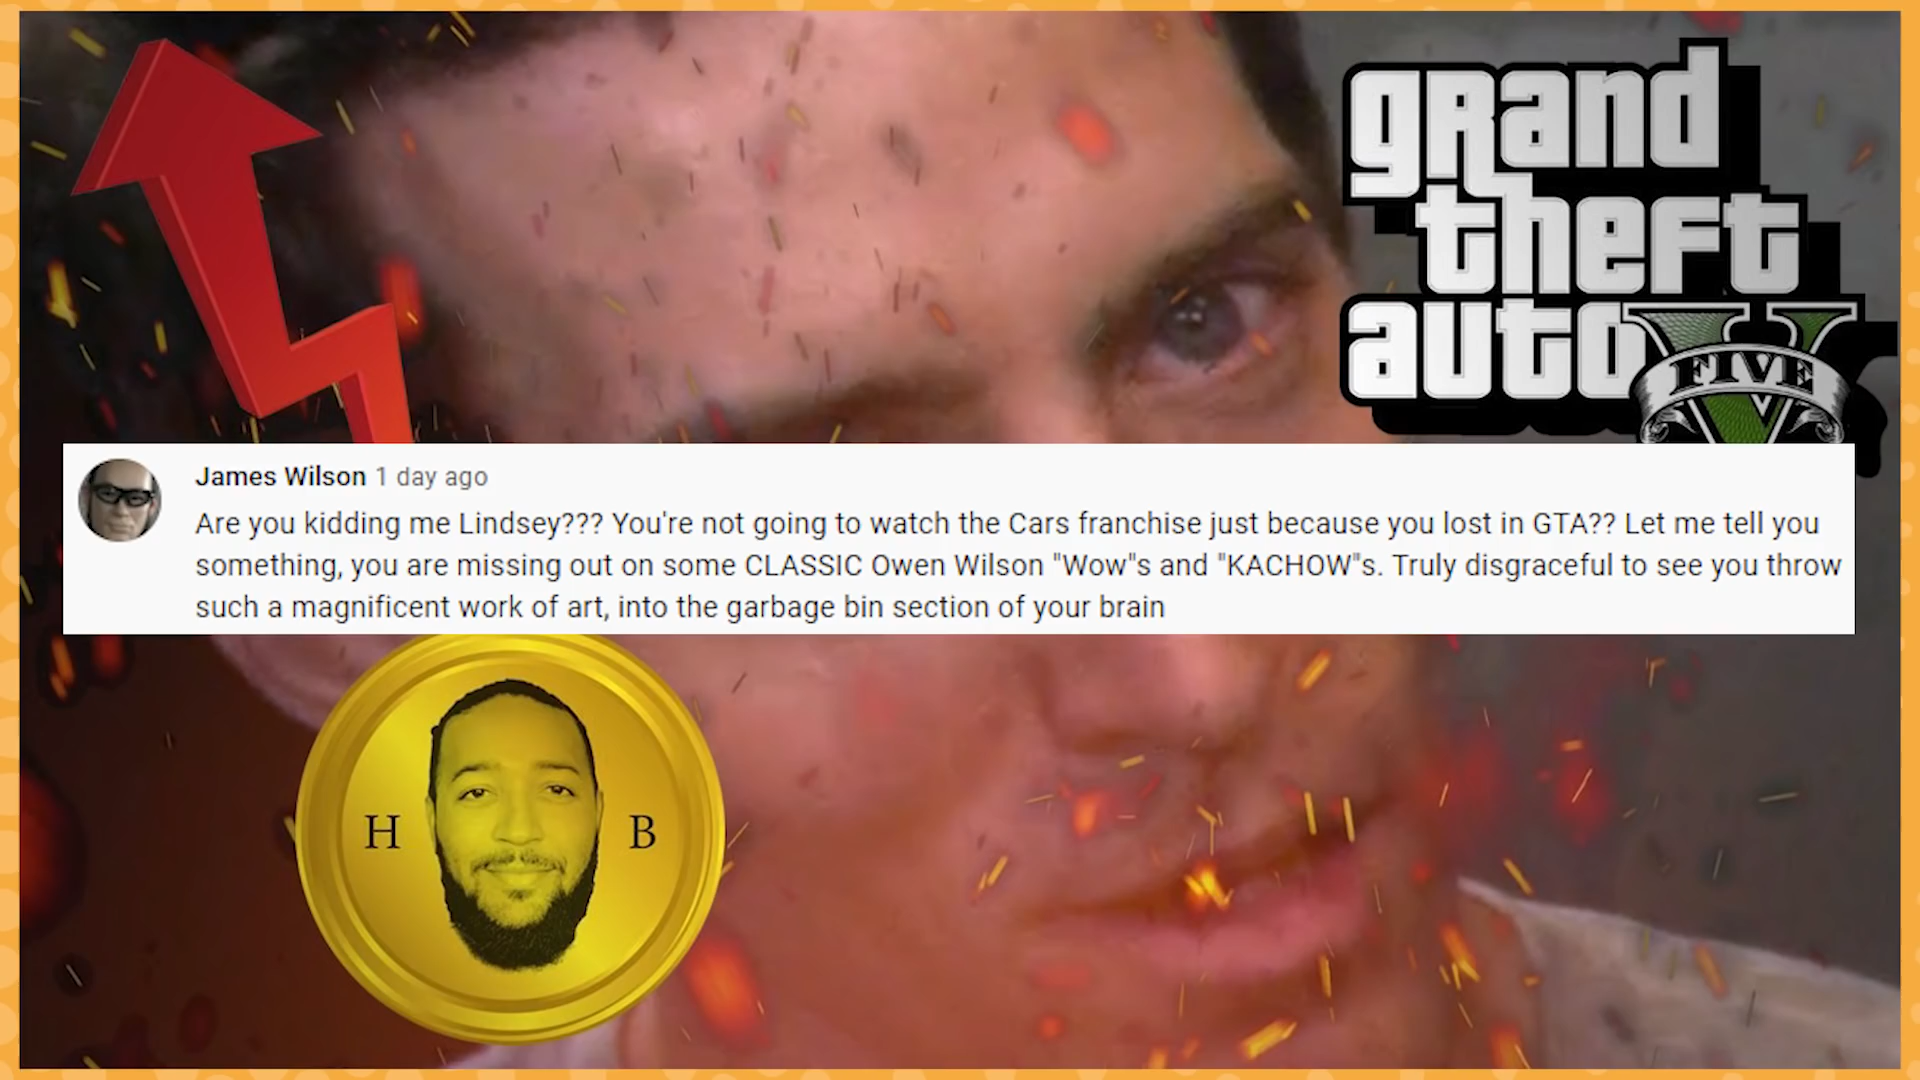 grand
theft
auto V
FIVE
James Wilson 1 day ago
Are you kidding me Lindsey??? You're not going to watch the Cars franchise just because you lost in GTA?? Let me tell you
something, you are missing out on some CLASSIC Owen Wilson "Wow"s and "KACHOW"s. Truly disgraceful to see you throw
such a magnificent work of art, into the garbage bin section of your brain
H B